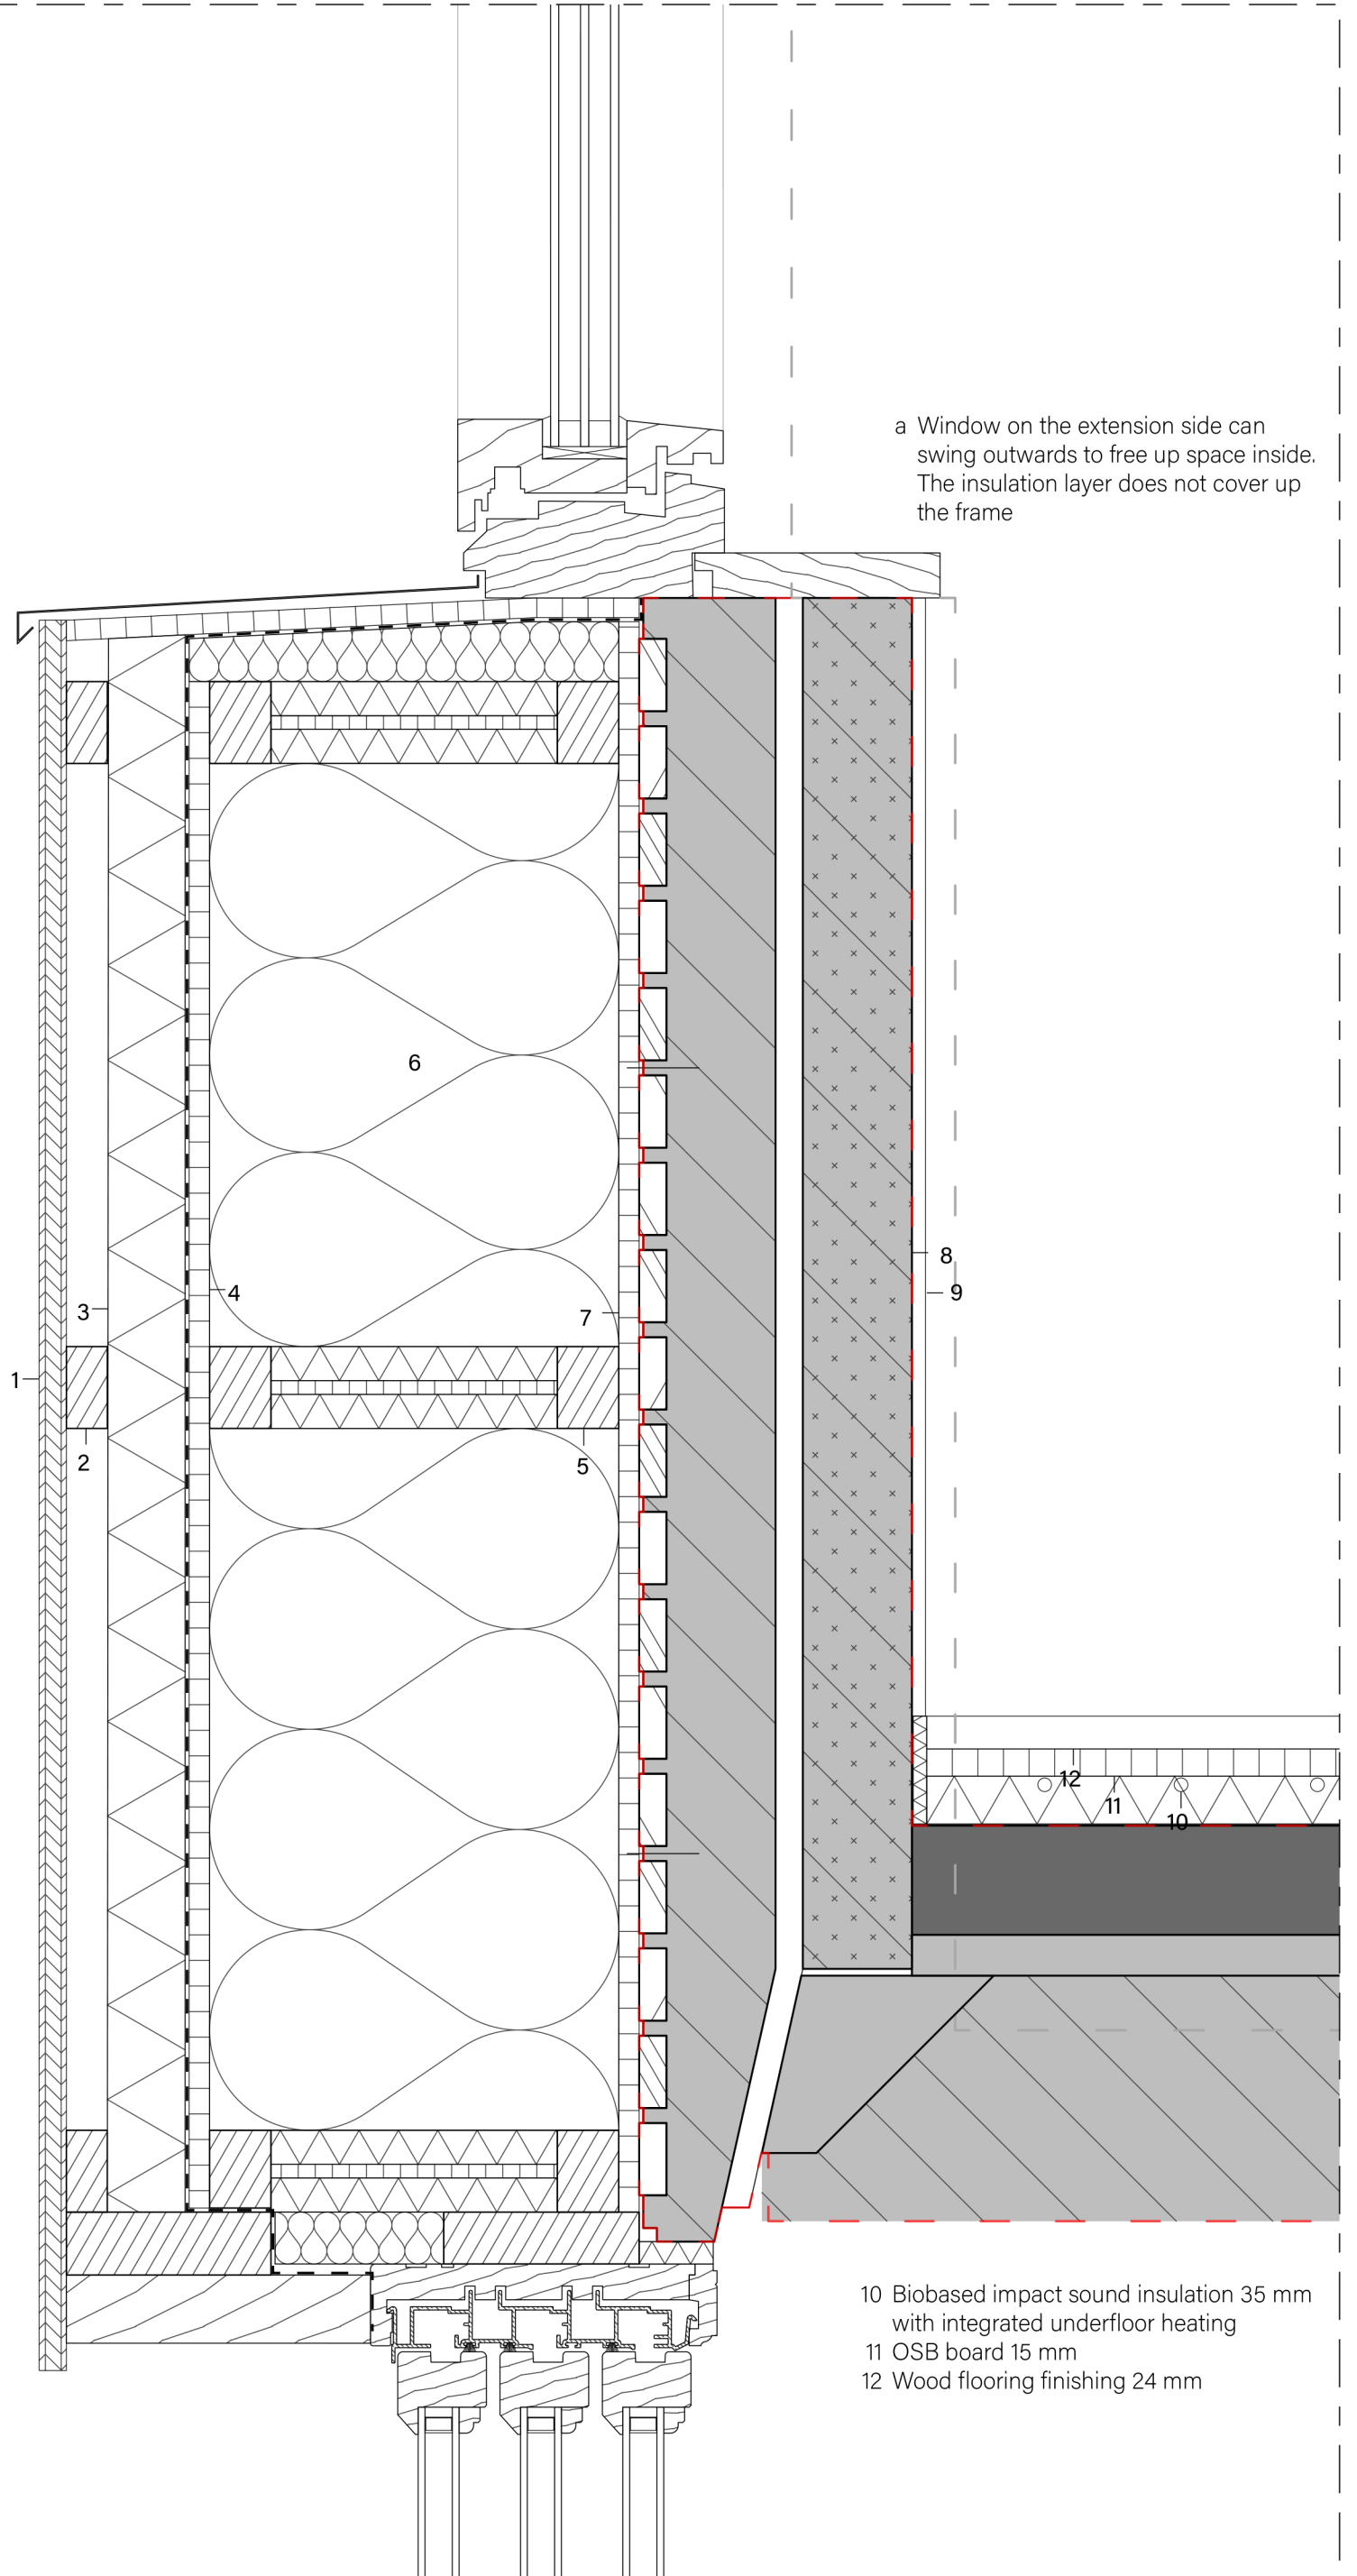 a Window on the extension side can
swing outwards to free up space inside.
The insulation layer does not cover up
the frame
6
8
9
4
3
7
1
2
5
12
11
10
10 Biobased impact sound insulation 35 mm
with integrated underfloor heating
11 OSB board 15 mm
12 Wood flooring finishing 24 mm